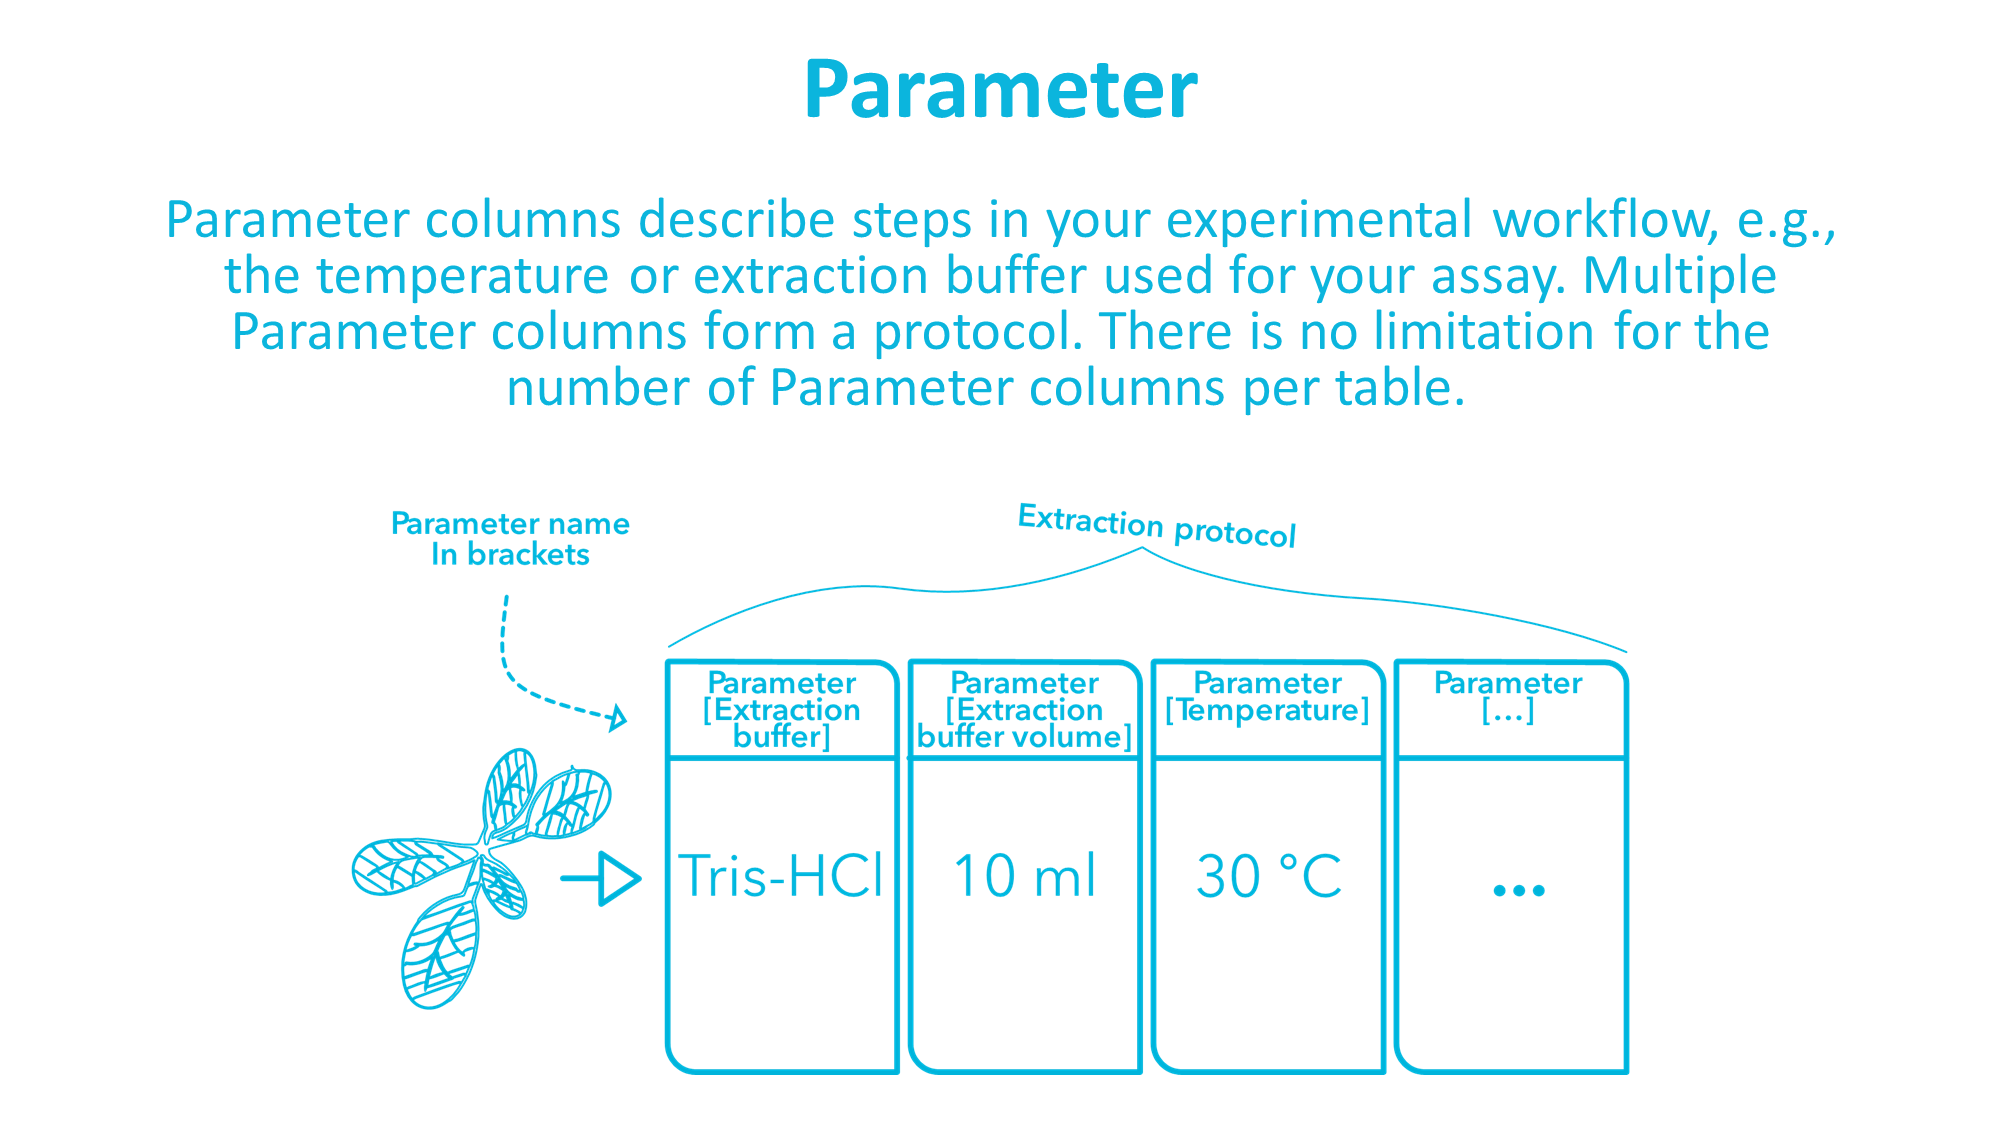 Parameter
Parameter columns describe steps in your experimental workflow, e.g.,
the temperature or extraction buffer used for your assay. Multiple
Parameter columns form a protocol. There is no limitation for the
number of Parameter columns per table.
Parameter name
In brackets
Extraction protocol
Parameter
[Extraction
buffer]
Parameter
[Extraction
buffer volume]
Parameter
[Temperature]
Parameter
[...]
Tris-HCl
10 ml
30 °C
...